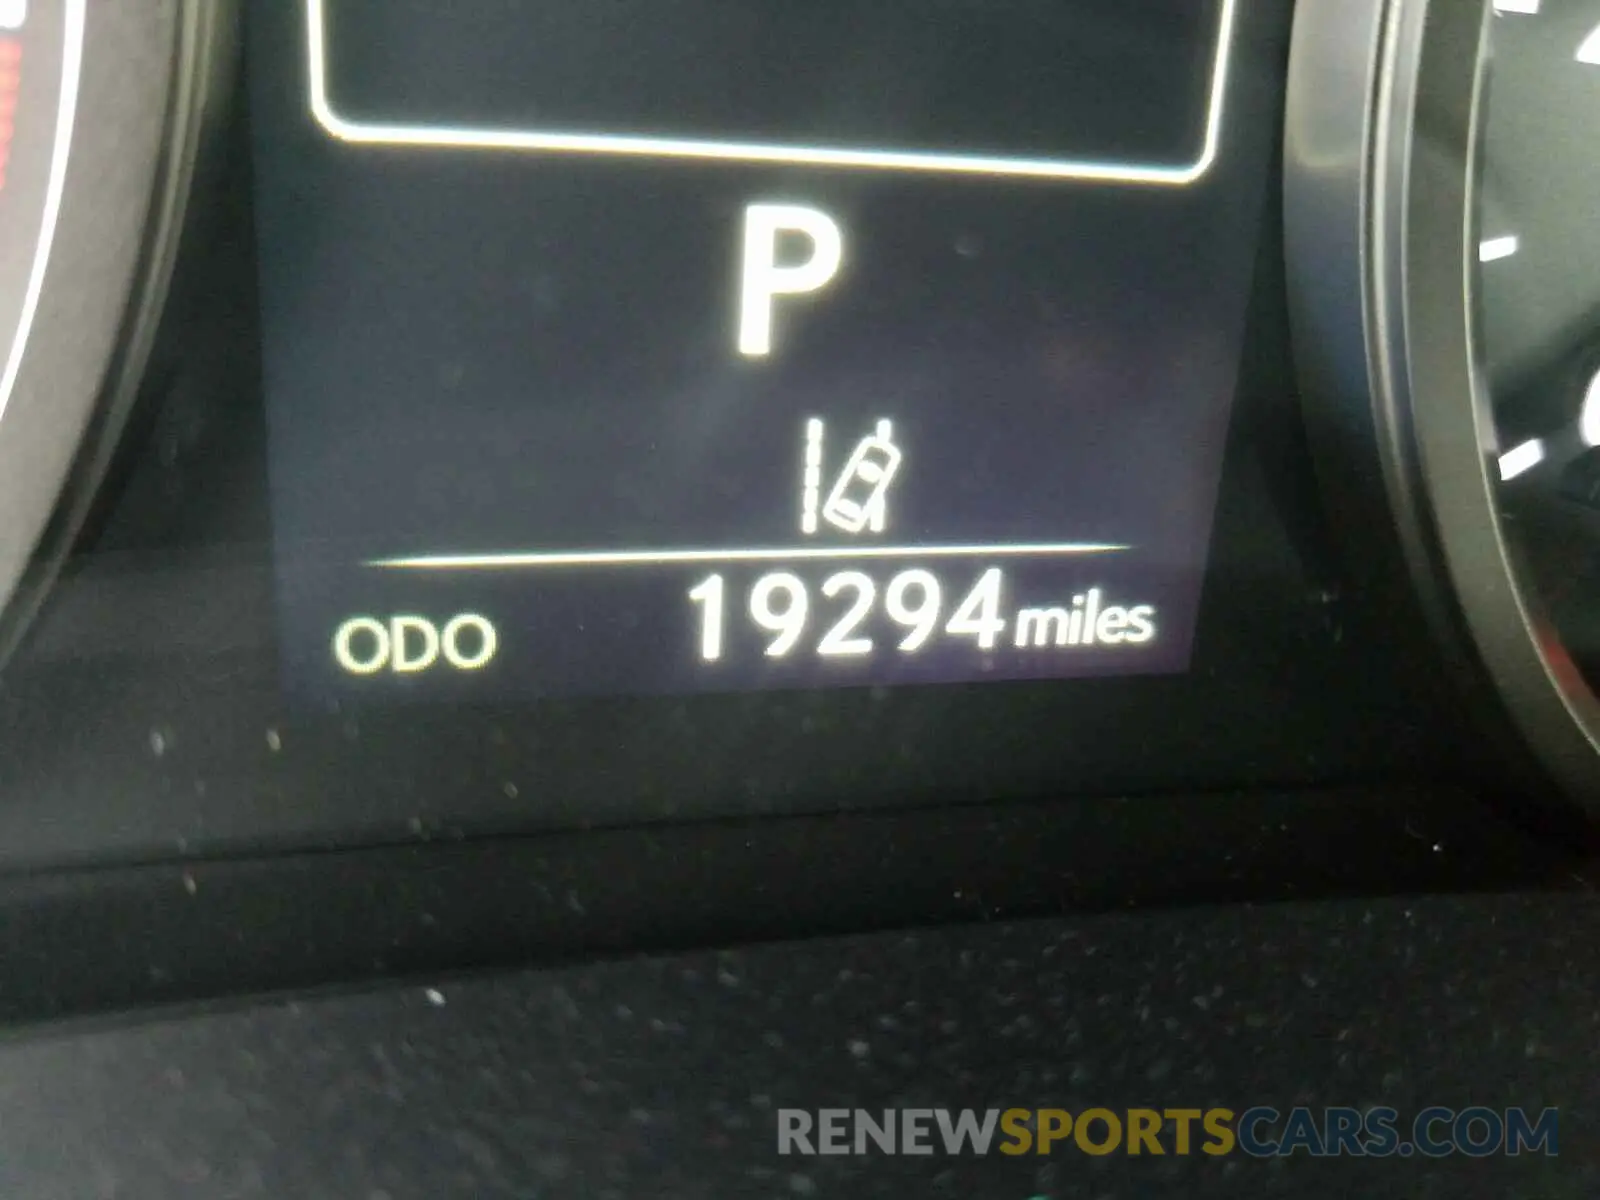 P
ODO 19294 miles
RENEWSPORTSCARS.COM